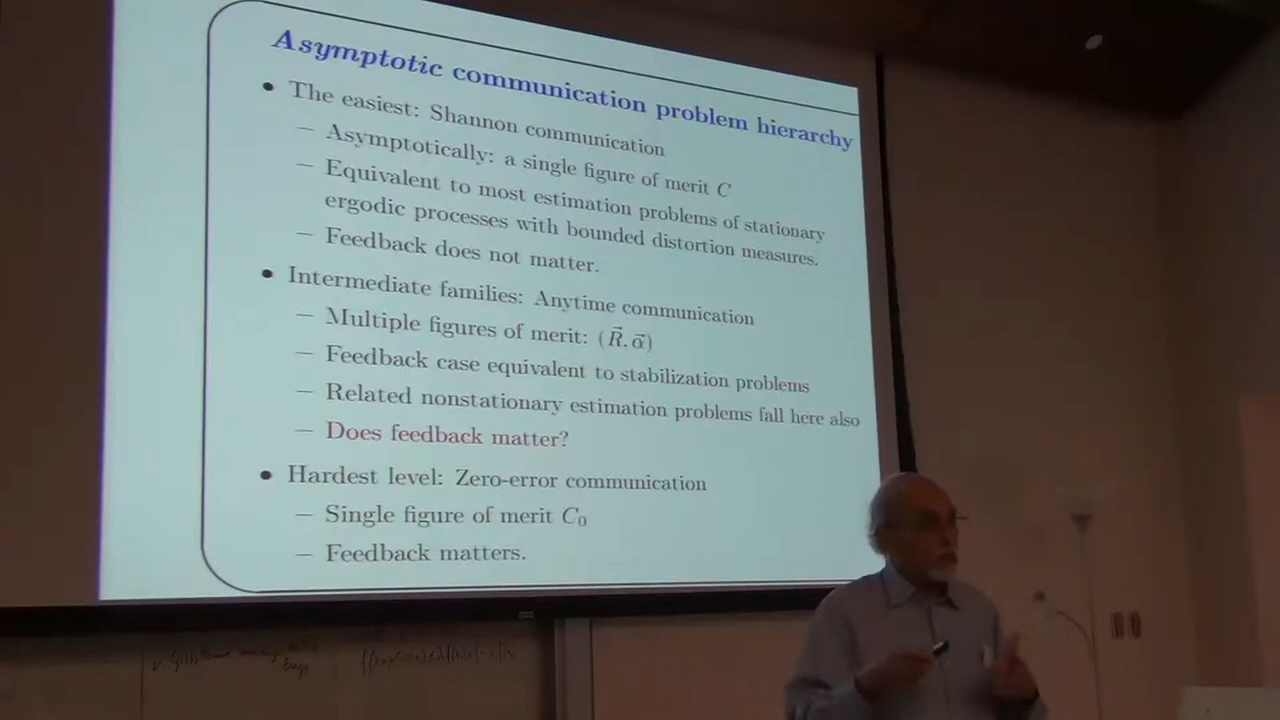 Asymptotic communication problem hierarchy
• The easiest: Shannon communication
– Asymptotically: a single figure of merit C
– Equivalent to most estimation problems of stationary
ergodic processes with bounded distortion measures.
– Feedback does not matter.
• Intermediate families: Anytime communication
– Multiple figures of merit: (R⃗, α⃗)
– Feedback case equivalent to stabilization problems
– Related nonstationary estimation problems fall here also
– Does feedback matter?
• Hardest level: Zero-error communication
– Single figure of merit C₀
– Feedback matters.